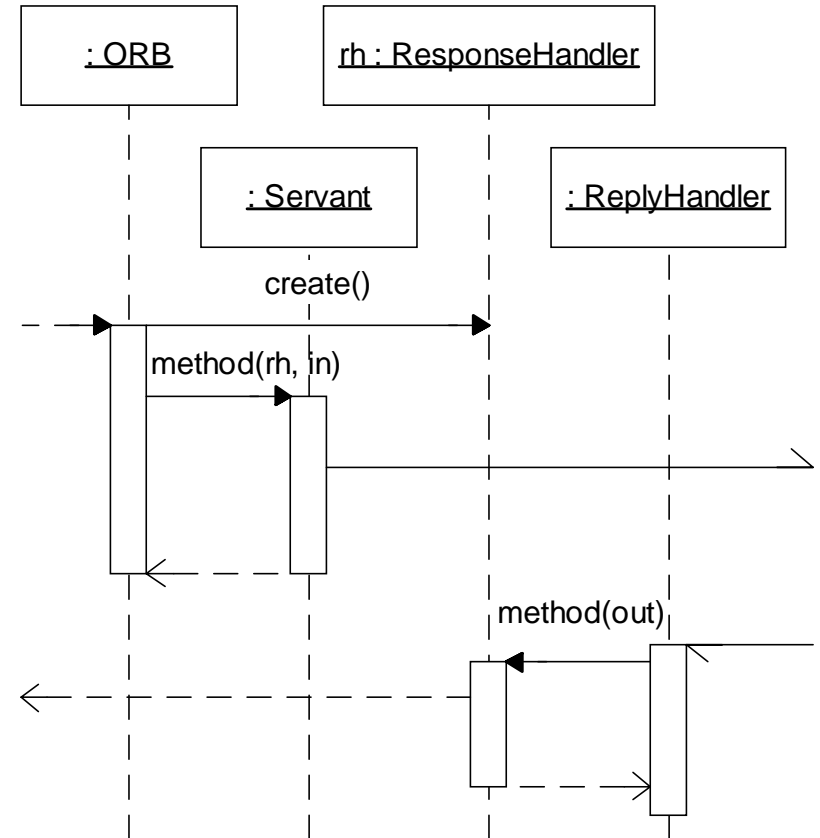 : ORB
rh : ResponseHandler
: Servant
: ReplyHandler
create()
method(rh, in)
method(out)